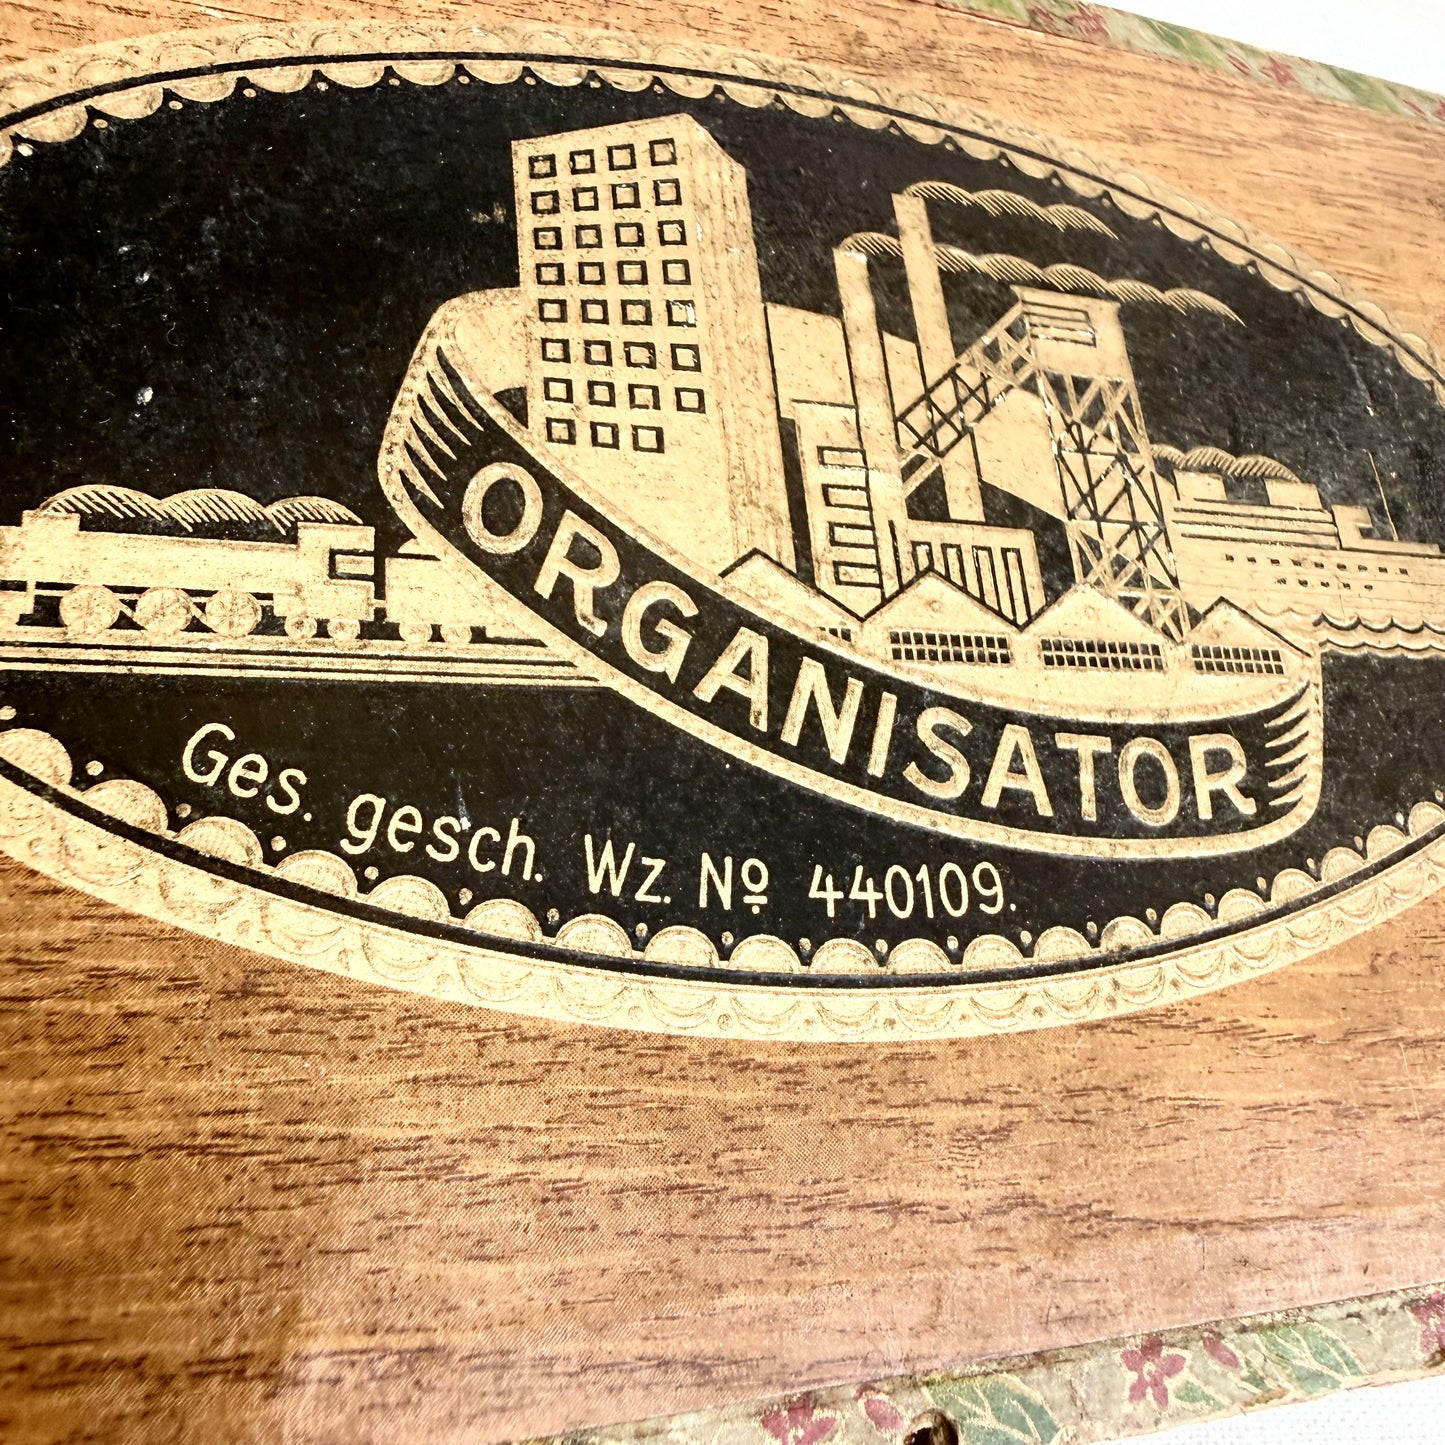 ORGANISATOR
Ges. gesch. Wz. Nº 440109.